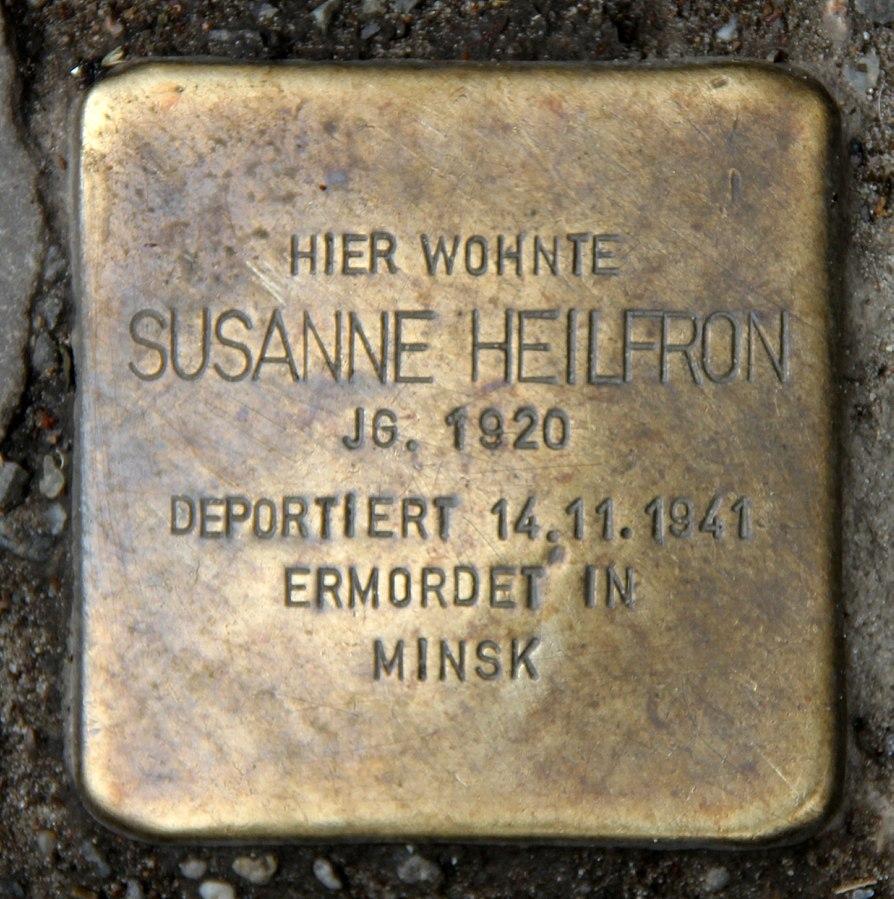 HIER WOHNTE
SUSANNE HEILFRON
JG. 1920
DEPORTIERT 14.11.1941
ERMORDET IN
MINSK